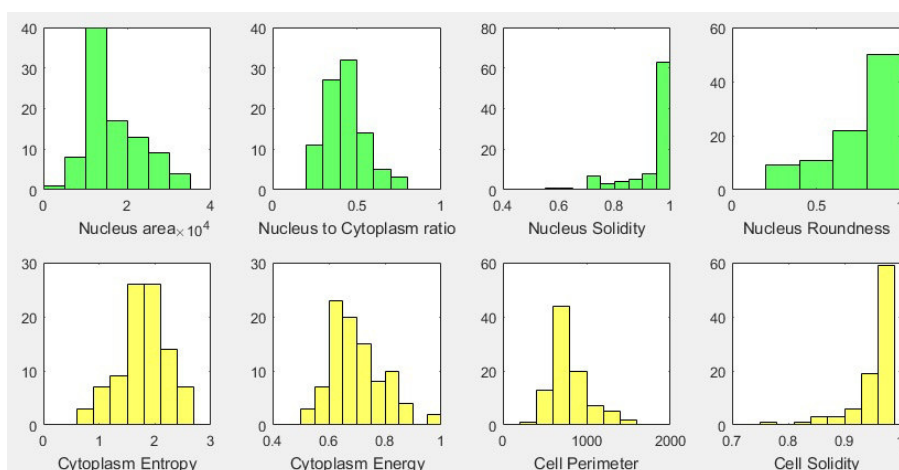 40
30
20
10
0
0 2 4
Nucleus area ×10⁴
40
30
20
10
0
0 0.5 1
Nucleus to Cytoplasm ratio
80
60
40
20
0
0.4 0.6 0.8 1
Nucleus Solidity
60
40
20
0
0 0.5 1
Nucleus Roundness
30
20
10
0
0 1 2 3
Cytoplasm Entropy
30
20
10
0
0.4 0.6 0.8 1
Cytoplasm Energy
60
40
20
0
0 1000 2000
Cell Perimeter
60
40
20
0
0.7 0.8 0.9 1
Cell Solidity